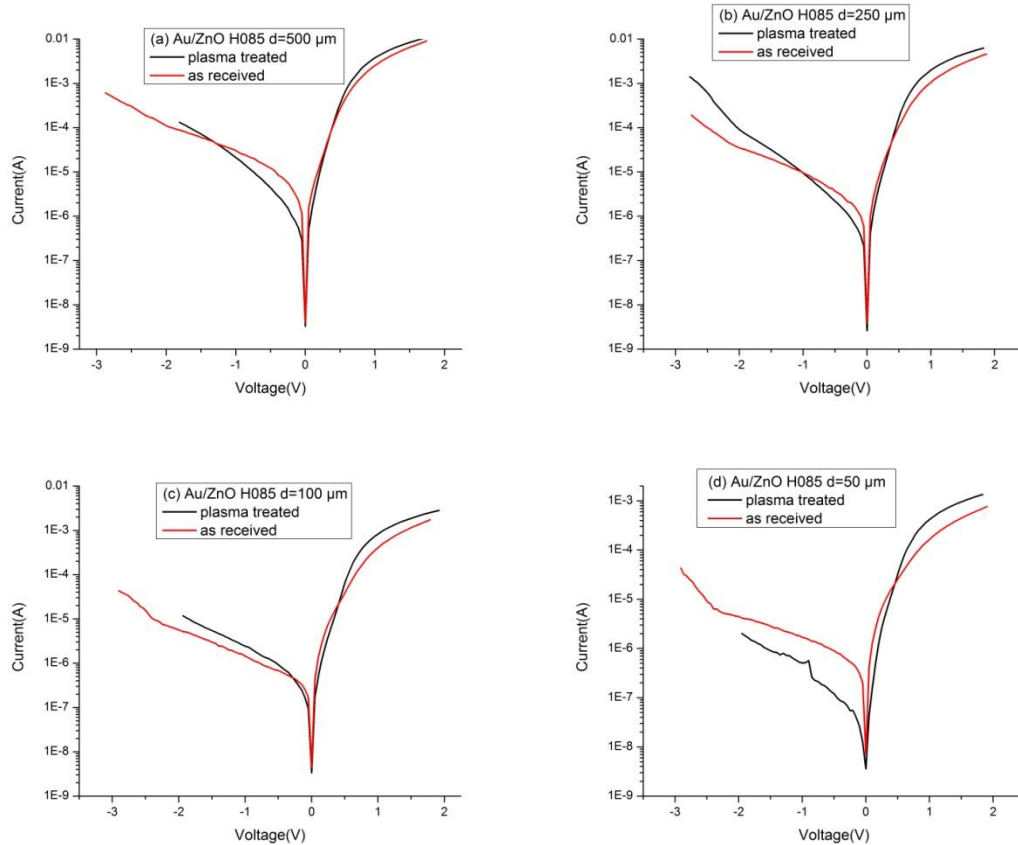 (a) Au/ZnO H085 d=500 μm
plasma treated
as received
0.01
1E-3
1E-4
1E-5
1E-6
1E-7
1E-8
1E-9
Current(A)
-3 -2 -1 0 1 2
Voltage(V)
(b) Au/ZnO H085 d=250 μm
plasma treated
as received
0.01
1E-3
1E-4
1E-5
1E-6
1E-7
1E-8
1E-9
Current(A)
-3 -2 -1 0 1 2
Voltage(V)
(c) Au/ZnO H085 d=100 μm
plasma treated
as received
0.01
1E-3
1E-4
1E-5
1E-6
1E-7
1E-8
1E-9
Current(A)
-3 -2 -1 0 1 2
Voltage(V)
(d) Au/ZnO H085 d=50 μm
plasma treated
as received
1E-3
1E-4
1E-5
1E-6
1E-7
1E-8
1E-9
Current(A)
-3 -2 -1 0 1 2
Voltage(V)